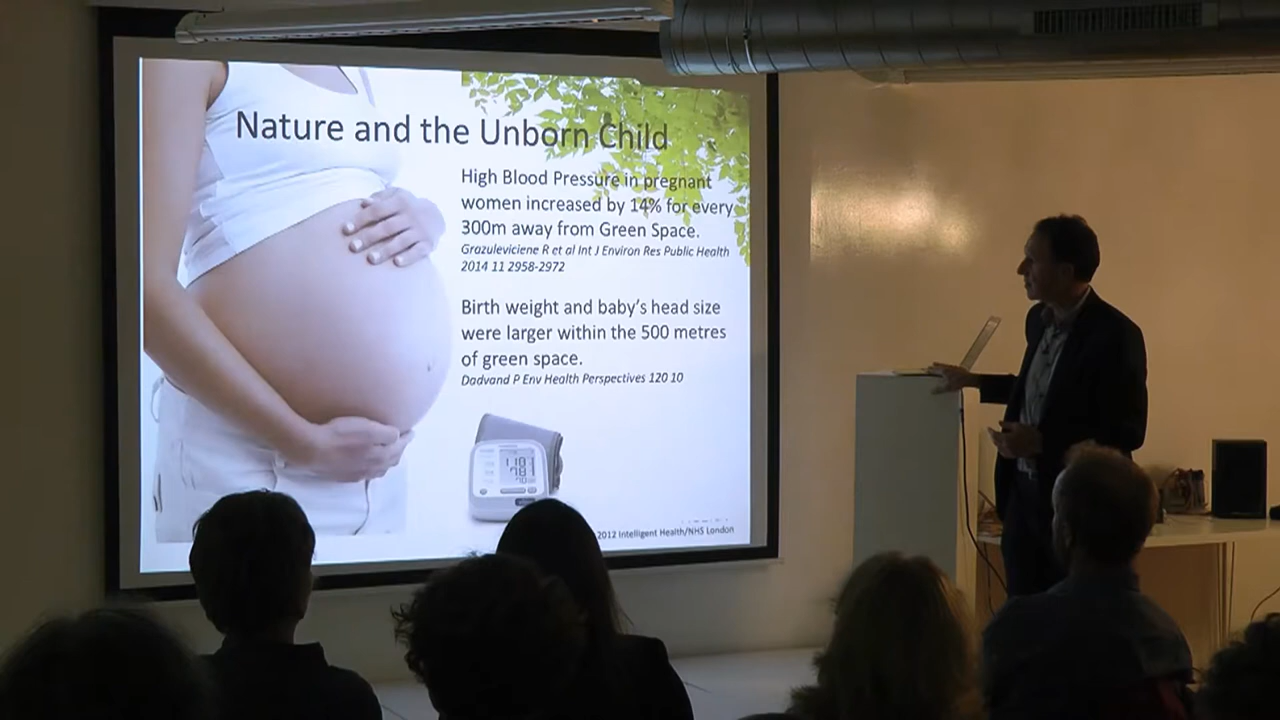 Nature and the Unborn Child
High Blood Pressure in pregnant
women increased by 14% for every
300m away from Green Space.
Grazuleviciene R et al Int J Environ Res Public Health
2014 11 2958-2972
Birth weight and baby's head size
were larger within the 500 metres
of green space.
Dadvand P Env Health Perspectives 120 10
118
78
2012 Intelligent Health/NHS London